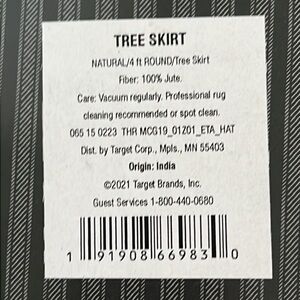 TREE SKIRT
NATURAL/4 ft ROUND/Tree Skirt
Fiber: 100% Jute.
Care: Vacuum regularly. Professional rug
cleaning recommended or spot clean.
065 15 0223 THR MCG19_01Z01_ETA_HAT
Dist. by Target Corp., Mpls., MN 55403
Origin: India
©2021 Target Brands, Inc.
Guest Services 1-800-440-0680
1 91908 66983 0